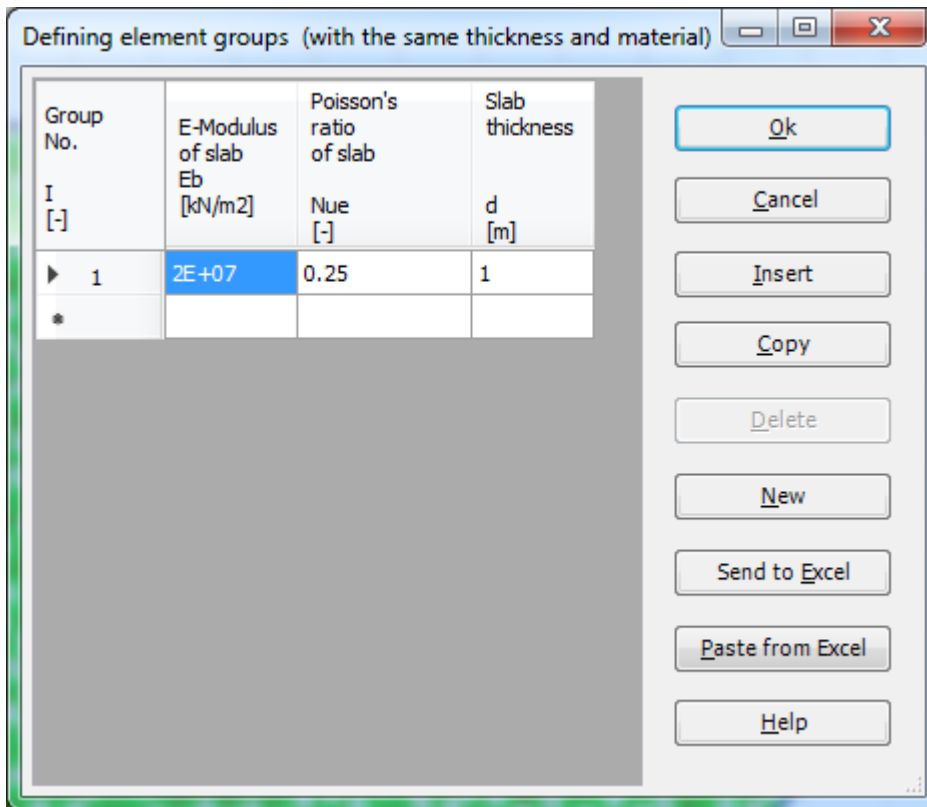 Defining element groups (with the same thickness and material)
Group
No.
I
[-]
E-Modulus
of slab
Eb
[kN/m2]
Poisson's
ratio
of slab
Nue
[-]
Slab
thickness
d
[m]
1 2E+07 0.25 1
*
Ok
Cancel
Insert
Copy
Delete
New
Send to Excel
Paste from Excel
Help